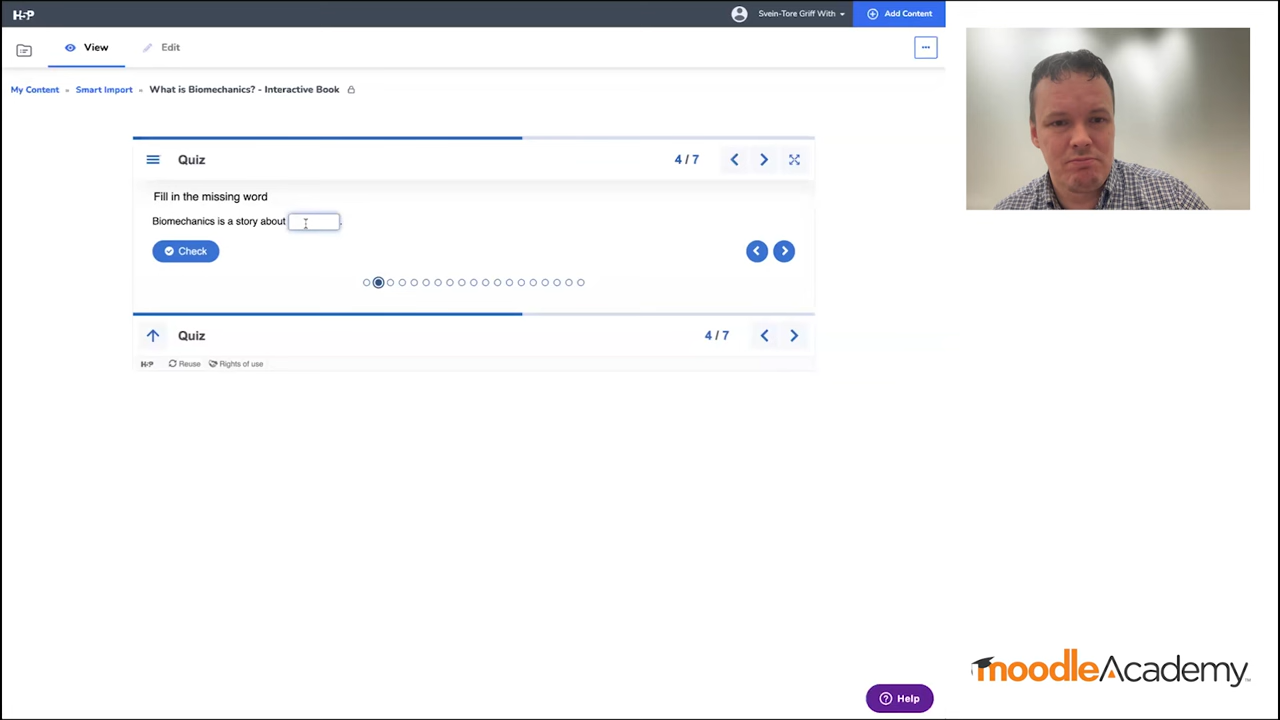 H5P
Svein-Tore Griff With
Add Content
View
Edit
My Content
Smart Import
What is Biomechanics? - Interactive Book
Quiz
4 / 7
Fill in the missing word
Biomechanics is a story about .
Check
Quiz
4 / 7
H5P
Reuse
Rights of use
Help
moodleAcademy™